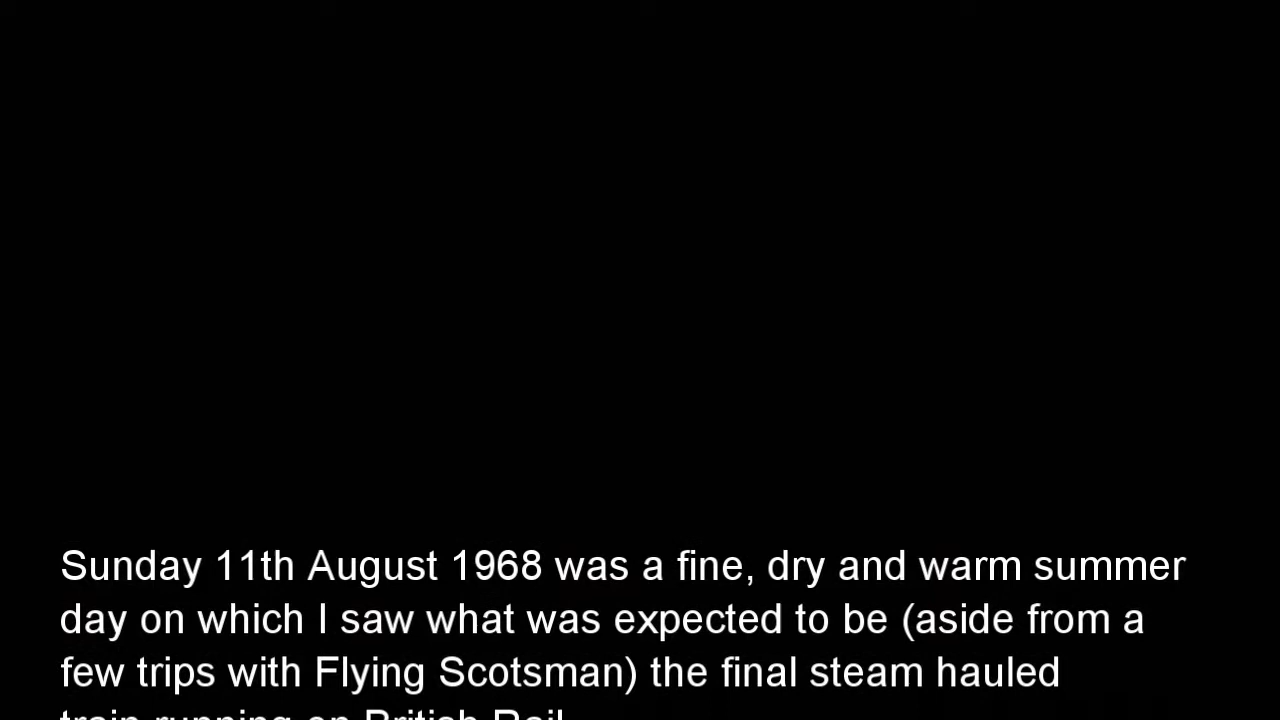 Sunday 11th August 1968 was a fine, dry and warm summer
day on which I saw what was expected to be (aside from a
few trips with Flying Scotsman) the final steam hauled
train running on British Rail